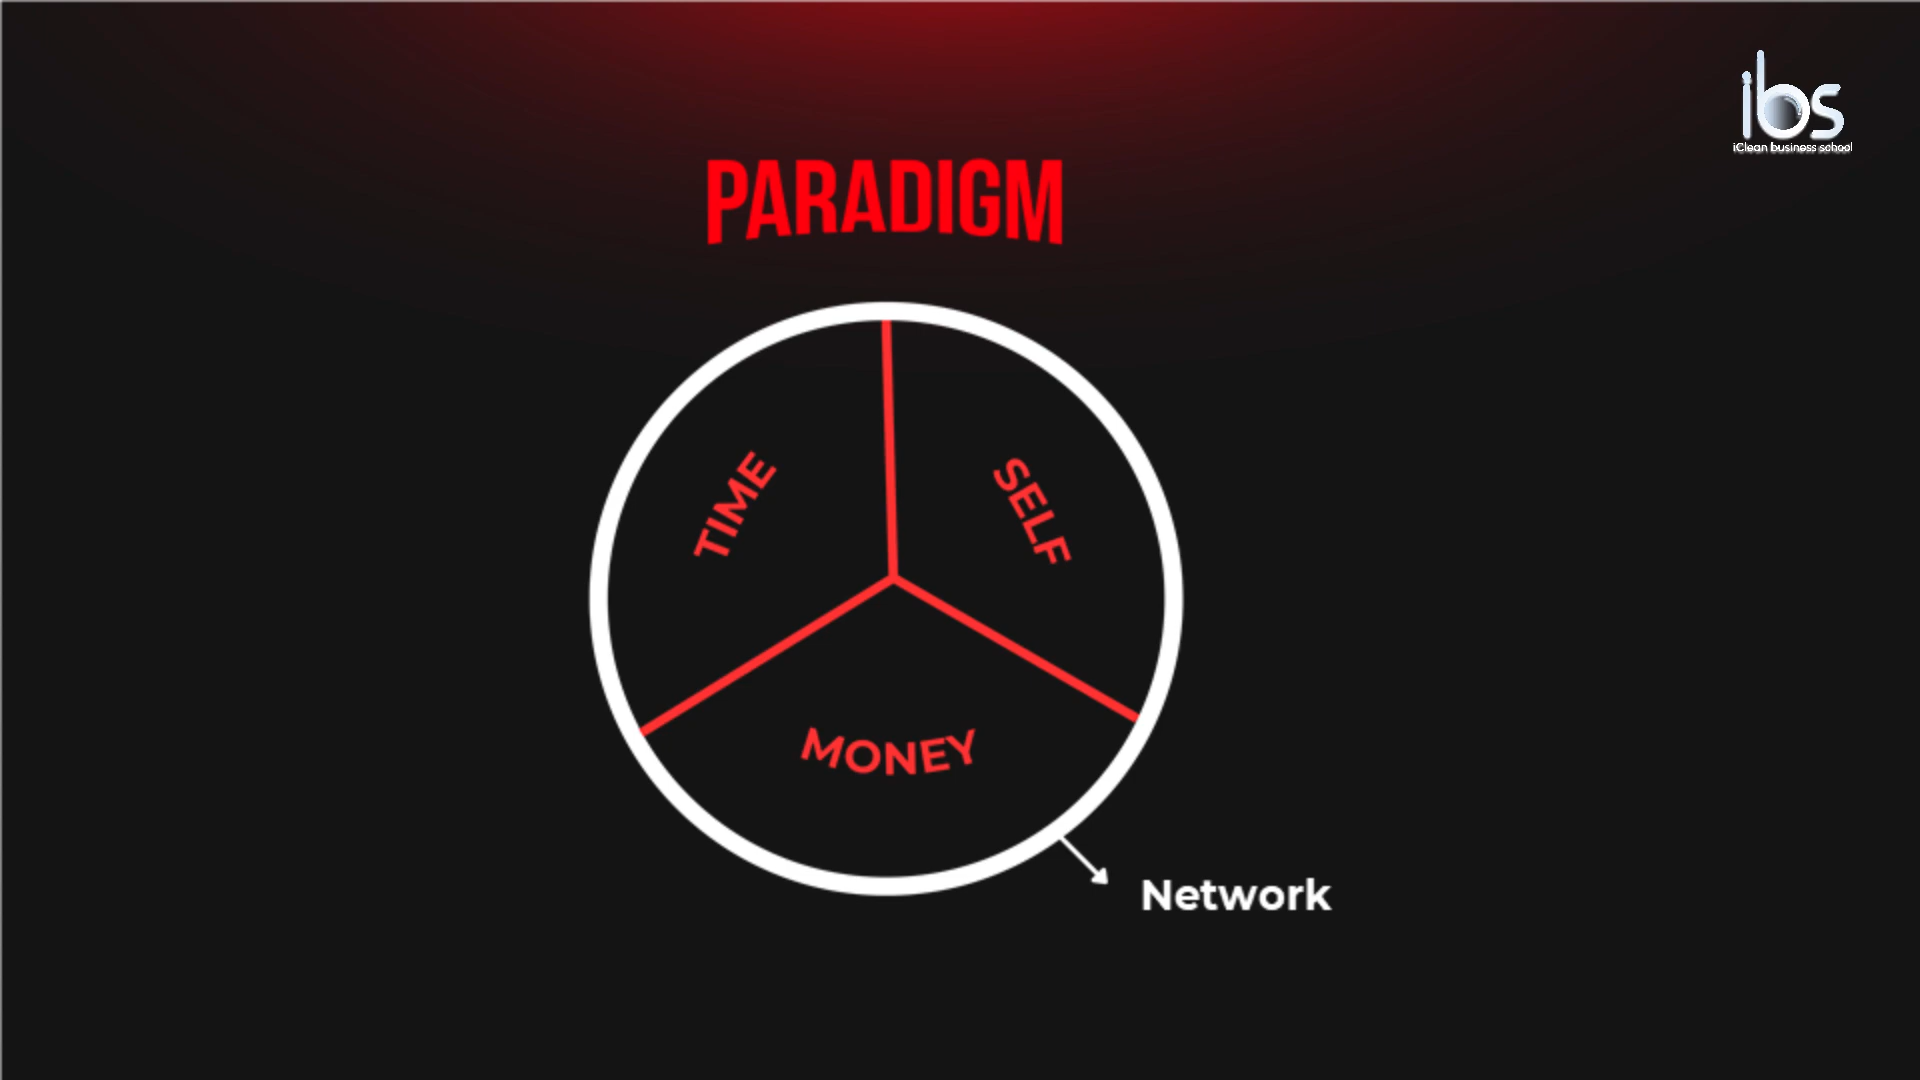 ibs
iClean business school
PARADIGM
TIME
SELF
MONEY
Network